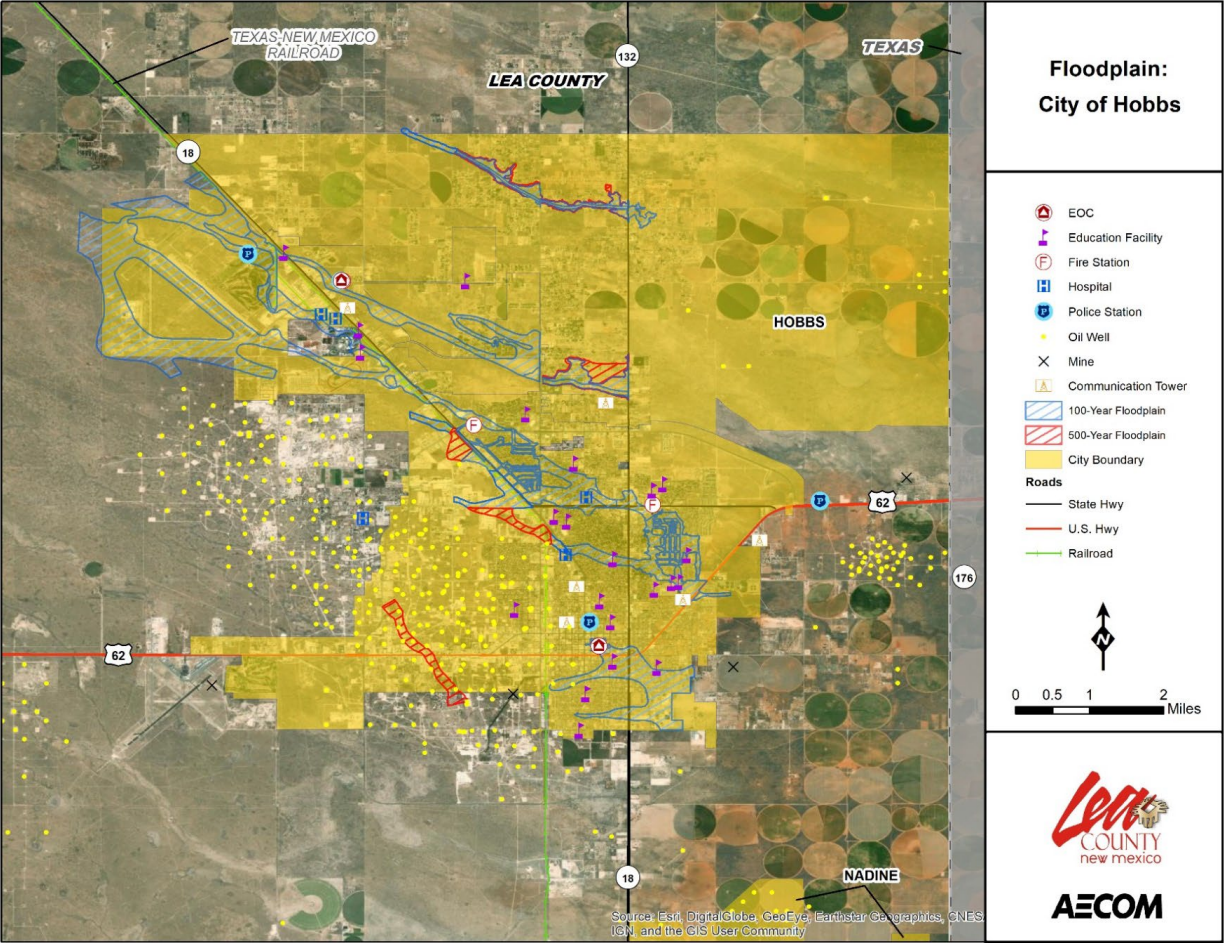 TEXAS-NEW MEXICO
RAILROAD
132
TEXAS
LEA COUNTY
18
P
HOBBS
F
H
62
176
62
P
18
NADINE
Source: Esri, DigitalGlobe, GeoEye, Earthstar Geographics, CNES
IGN, and the GIS User Community
Floodplain:
City of Hobbs
EOC
Education Facility
F Fire Station
H Hospital
P Police Station
Oil Well
Mine
A Communication Tower
100-Year Floodplain
500-Year Floodplain
City Boundary
Roads
State Hwy
U.S. Hwy
Railroad
N
0 0.5 1 2
Miles
Lea
COUNTY
new mexico
AECOM